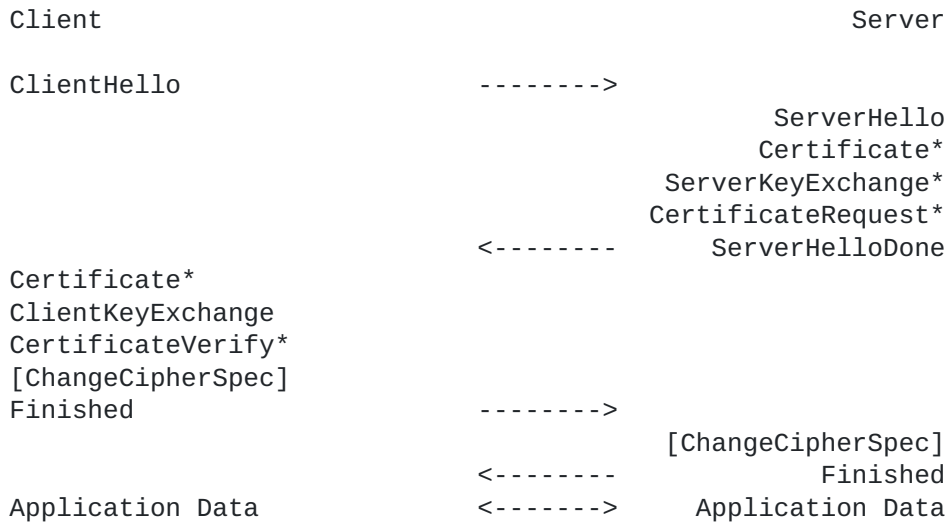 Client                                               Server

ClientHello                  -------->
                                                ServerHello
                                               Certificate*
                                         ServerKeyExchange*
                                        CertificateRequest*
                             <--------      ServerHelloDone
Certificate*
ClientKeyExchange
CertificateVerify*
[ChangeCipherSpec]
Finished                     -------->
                                         [ChangeCipherSpec]
                             <--------             Finished
Application Data             <------->     Application Data